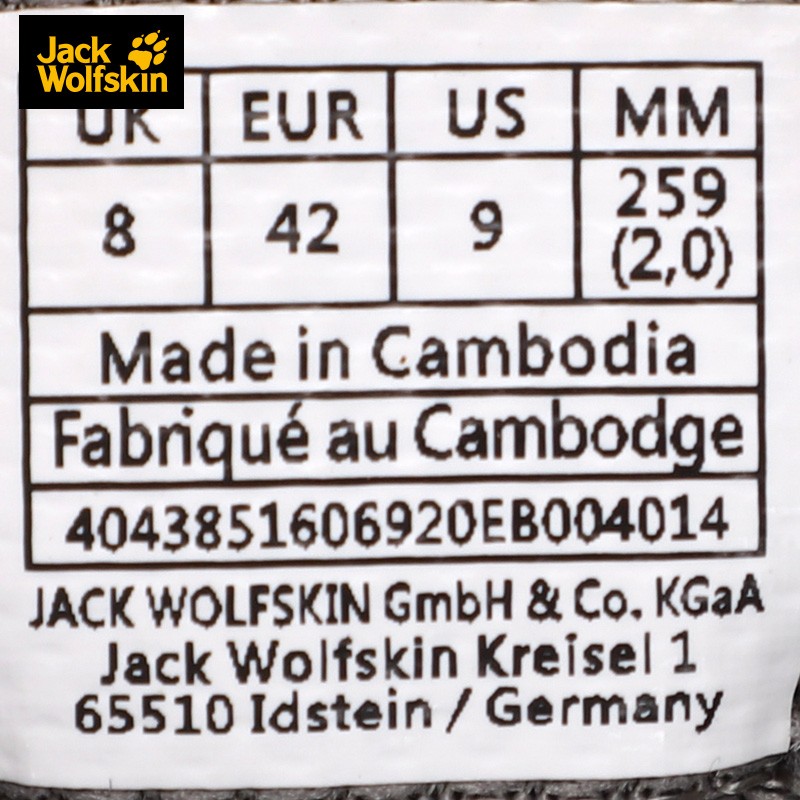 Jack
Wolfskin
UK EUR US MM
8 42 9 259
(2,0)
Made in Cambodia
Fabriqué au Cambodge
4043851606920EB004014
JACK WOLFSKIN GmbH & Co. KGaA
Jack Wolfskin Kreisel 1
65510 Idstein / Germany